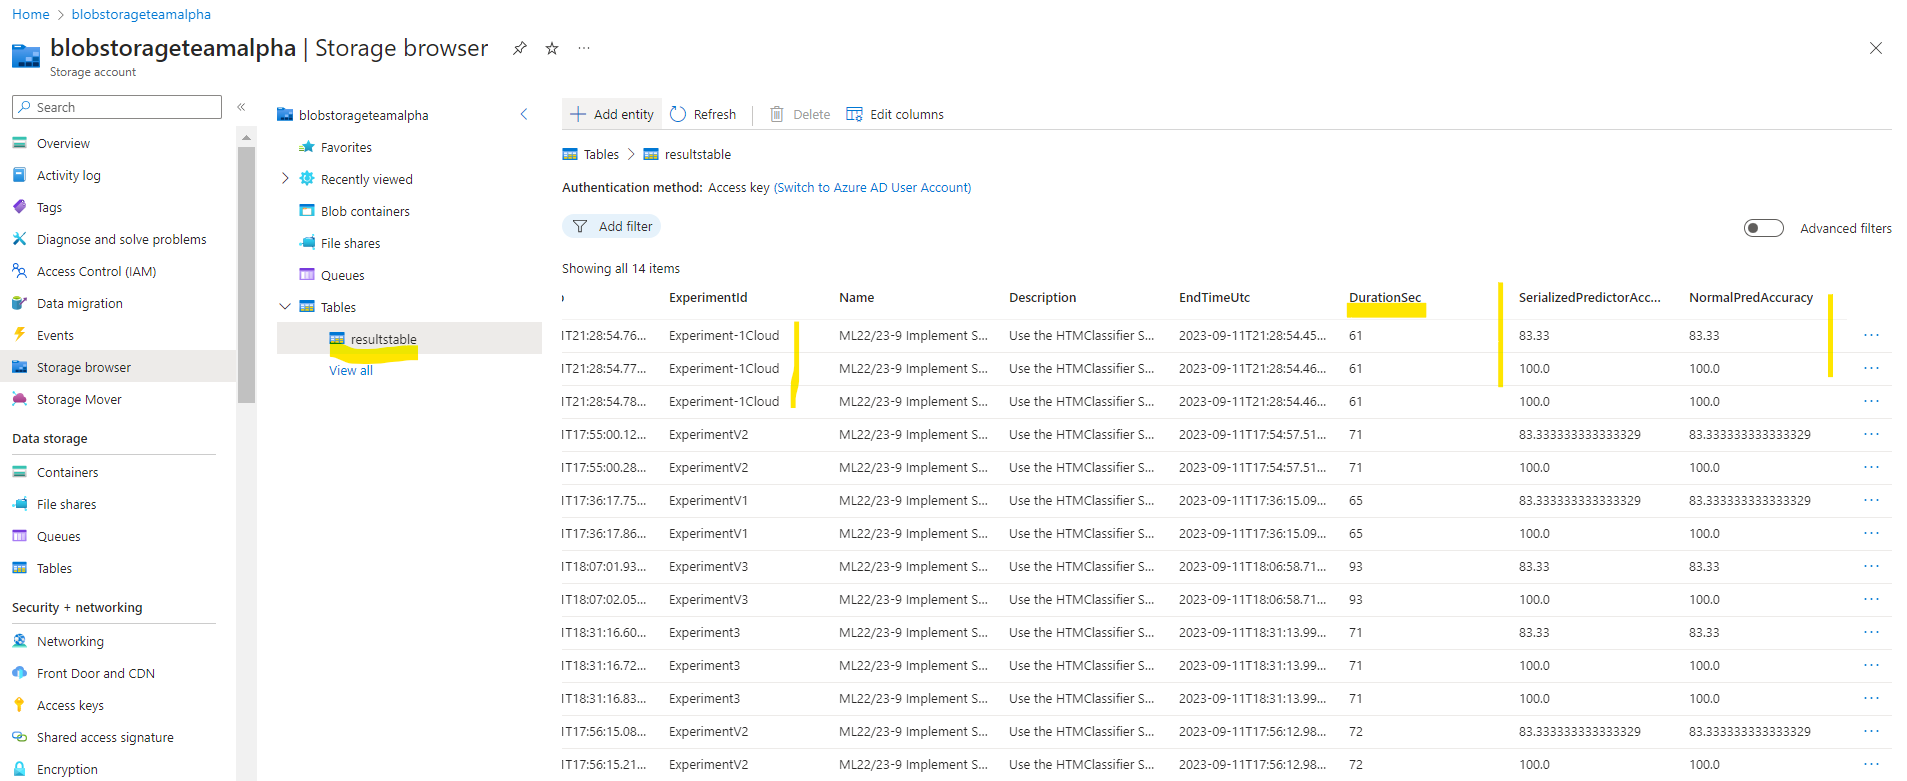 Home > blobstorageteamalpha
blobstorageteamalpha | Storage browser
Storage account
Search
Overview
Activity log
Tags
Diagnose and solve problems
Access Control (IAM)
Data migration
Events
Storage browser
Storage Mover
Data storage
Containers
File shares
Queues
Tables
Security + networking
Networking
Front Door and CDN
Access keys
Shared access signature
Encryption
blobstorageteamalpha
Favorites
Recently viewed
Blob containers
File shares
Queues
Tables
resultstable
View all
Add entity Refresh Delete Edit columns
Tables > resultstable
Authentication method: Access key (Switch to Azure AD User Account)
Add filter
Advanced filters
Showing all 14 items
ExperimentId Name Description EndTimeUtc DurationSec SerializedPredictorAcc... NormalPredAccuracy
IT21:28:54.76... Experiment-1Cloud ML22/23-9 Implement S... Use the HTMClassifier S... 2023-09-11T21:28:54.45... 61 83.33 83.33
IT21:28:54.77... Experiment-1Cloud ML22/23-9 Implement S... Use the HTMClassifier S... 2023-09-11T21:28:54.46... 61 100.0 100.0
IT21:28:54.78... Experiment-1Cloud ML22/23-9 Implement S... Use the HTMClassifier S... 2023-09-11T21:28:54.46... 61 100.0 100.0
IT17:55:00.12... ExperimentV2 ML22/23-9 Implement S... Use the HTMClassifier S... 2023-09-11T17:54:57.51... 71 83.333333333333329 83.333333333333329
IT17:55:00.28... ExperimentV2 ML22/23-9 Implement S... Use the HTMClassifier S... 2023-09-11T17:54:57.51... 71 100.0 100.0
IT17:36:17.75... ExperimentV1 ML22/23-9 Implement S... Use the HTMClassifier S... 2023-09-11T17:36:15.09... 65 83.333333333333329 83.333333333333329
IT17:36:17.86... ExperimentV1 ML22/23-9 Implement S... Use the HTMClassifier S... 2023-09-11T17:36:15.09... 65 100.0 100.0
IT18:07:01.93... ExperimentV3 ML22/23-9 Implement S... Use the HTMClassifier S... 2023-09-11T18:06:58.71... 93 83.33 83.33
IT18:07:02.05... ExperimentV3 ML22/23-9 Implement S... Use the HTMClassifier S... 2023-09-11T18:06:58.71... 93 100.0 100.0
IT18:31:16.60... Experiment3 ML22/23-9 Implement S... Use the HTMClassifier S... 2023-09-11T18:31:13.99... 71 83.33 83.33
IT18:31:16.72... Experiment3 ML22/23-9 Implement S... Use the HTMClassifier S... 2023-09-11T18:31:13.99... 71 100.0 100.0
IT18:31:16.83... Experiment3 ML22/23-9 Implement S... Use the HTMClassifier S... 2023-09-11T18:31:13.99... 71 100.0 100.0
IT17:56:15.08... ExperimentV2 ML22/23-9 Implement S... Use the HTMClassifier S... 2023-09-11T17:56:12.98... 72 83.333333333333329 83.333333333333329
IT17:56:15.21... ExperimentV2 ML22/23-9 Implement S... Use the HTMClassifier S... 2023-09-11T17:56:12.98... 72 100.0 100.0